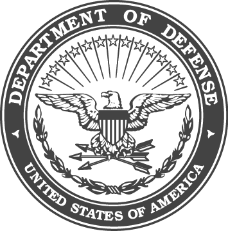 DEPARTMENT OF DEFENSE
UNITED STATES OF AMERICA